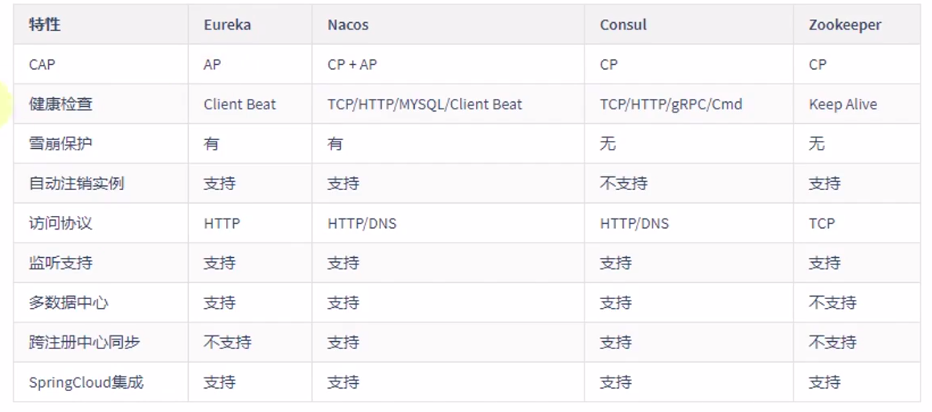 特性 Eureka Nacos Consul Zookeeper
CAP AP CP + AP CP CP
健康检查 Client Beat TCP/HTTP/MYSQL/Client Beat TCP/HTTP/gRPC/Cmd Keep Alive
雪崩保护 有 有 无 无
自动注销实例 支持 支持 不支持 支持
访问协议 HTTP HTTP/DNS HTTP/DNS TCP
监听支持 支持 支持 支持 支持
多数据中心 支持 支持 支持 不支持
跨注册中心同步 不支持 支持 支持 不支持
SpringCloud集成 支持 支持 支持 支持